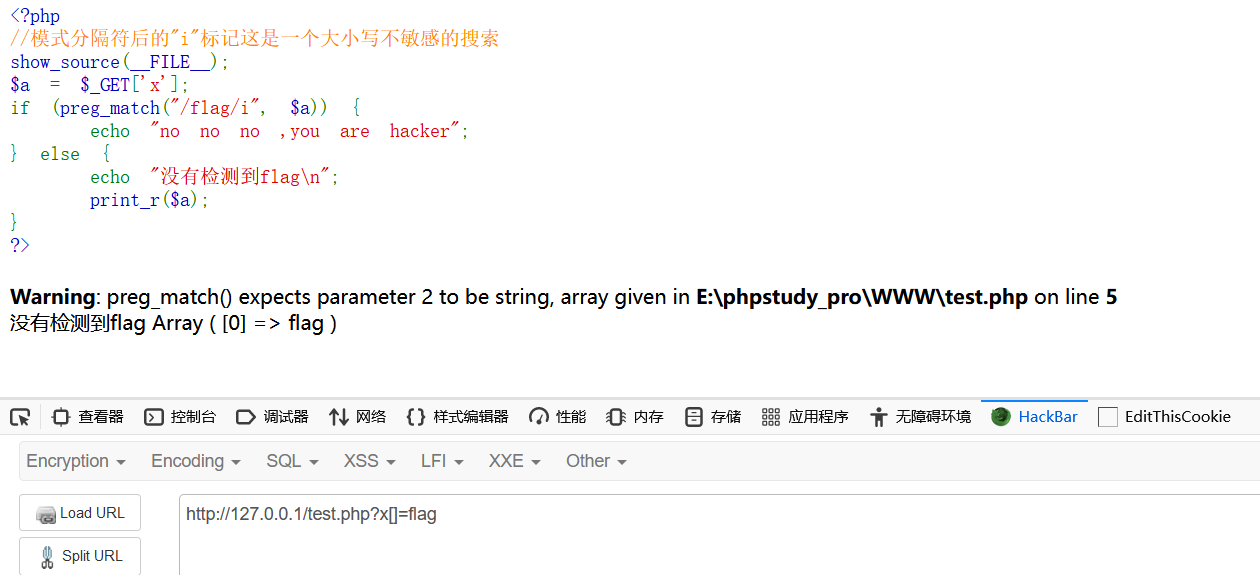 <?php
//模式分隔符后的"i"标记这是一个大小写不敏感的搜索
show_source(__FILE__);
$a = $_GET['x'];
if (preg_match("/flag/i", $a)) {
echo "no no no ,you are hacker";
} else {
echo "没有检测到flag\n";
print_r($a);
}
?>
Warning: preg_match() expects parameter 2 to be string, array given in E:\phpstudy_pro\WWW\test.php on line 5
没有检测到flag Array ( [0] => flag )
查看器 控制台 调试器 网络 样式编辑器 性能 内存 存储 应用程序 无障碍环境 HackBar EditThisCookie
Encryption Encoding SQL XSS LFI XXE Other
Load URL http://127.0.0.1/test.php?x[]=flag
Split URL